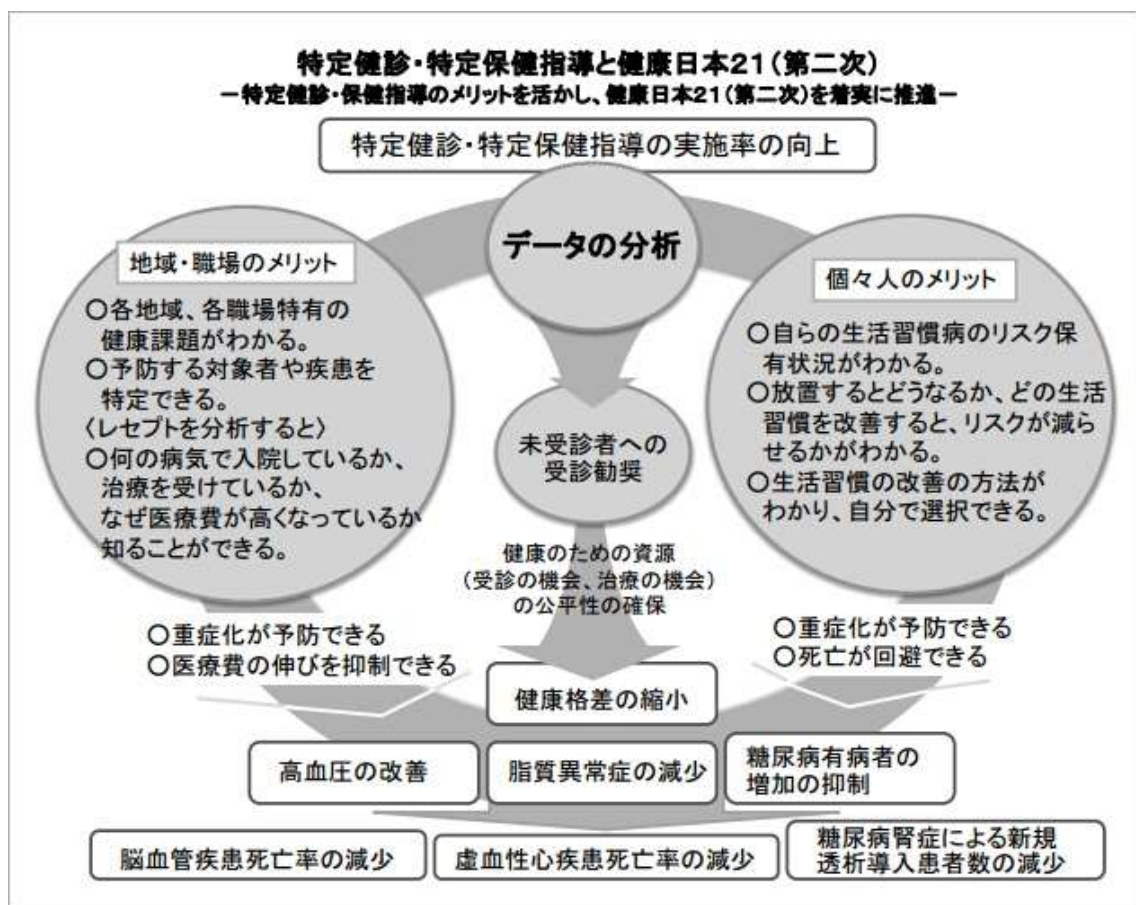 特定健診・特定保健指導と健康日本21（第二次）
－特定健診・保健指導のメリットを活かし、健康日本21（第二次）を着実に推進－
特定健診・特定保健指導の実施率の向上
データの分析
地域・職場のメリット
○各地域、各職場特有の
健康課題がわかる。
○予防する対象者や疾患を
特定できる。
〈レセプトを分析すると〉
○何の病気で入院しているか、
治療を受けているか、
なぜ医療費が高くなっているか
知ることができる。
個々人のメリット
○自らの生活習慣病のリスク保
有状況がわかる。
○放置するとどうなるか、どの生活
習慣を改善すると、リスクが減ら
せるかがわかる。
○生活習慣の改善の方法が
わかり、自分で選択できる。
未受診者への
受診勧奨
健康のための資源
（受診の機会、治療の機会）
の公平性の確保
○重症化が予防できる
○医療費の伸びを抑制できる
○重症化が予防できる
○死亡が回避できる
健康格差の縮小
高血圧の改善
脂質異常症の減少
糖尿病有病者の
増加の抑制
脳血管疾患死亡率の減少
虚血性心疾患死亡率の減少
糖尿病腎症による新規
透析導入患者数の減少